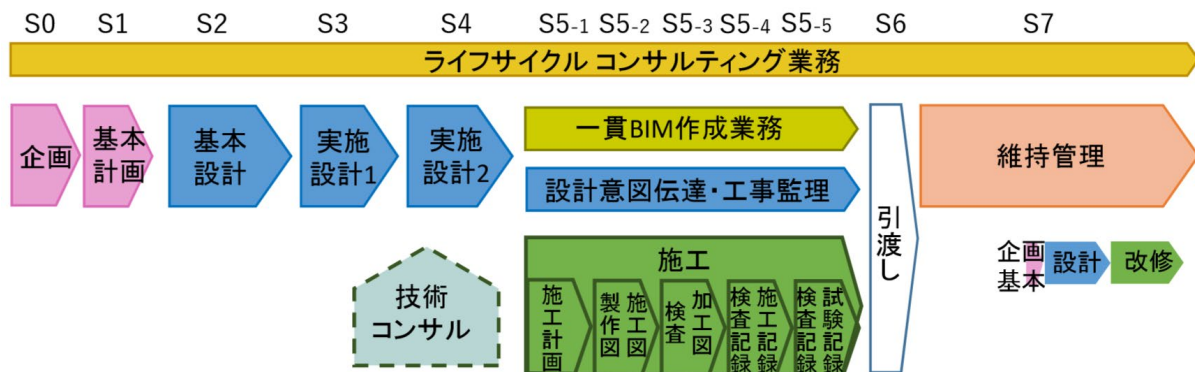 S0 S1 S2 S3 S4 S5-1 S5-2 S5-3 S5-4 S5-5 S6 S7
ライフサイクル コンサルティング業務
企画
基本
計画
基本
設計
実施
設計1
実施
設計2
一貫BIM作成業務
設計意図伝達・工事監理
引渡し
維持管理
技術
コンサル
施工
施工計画
施工図
製作図
加工図
検査
施工記録
検査記録
試験記録
検査記録
企画
基本
設計
改修